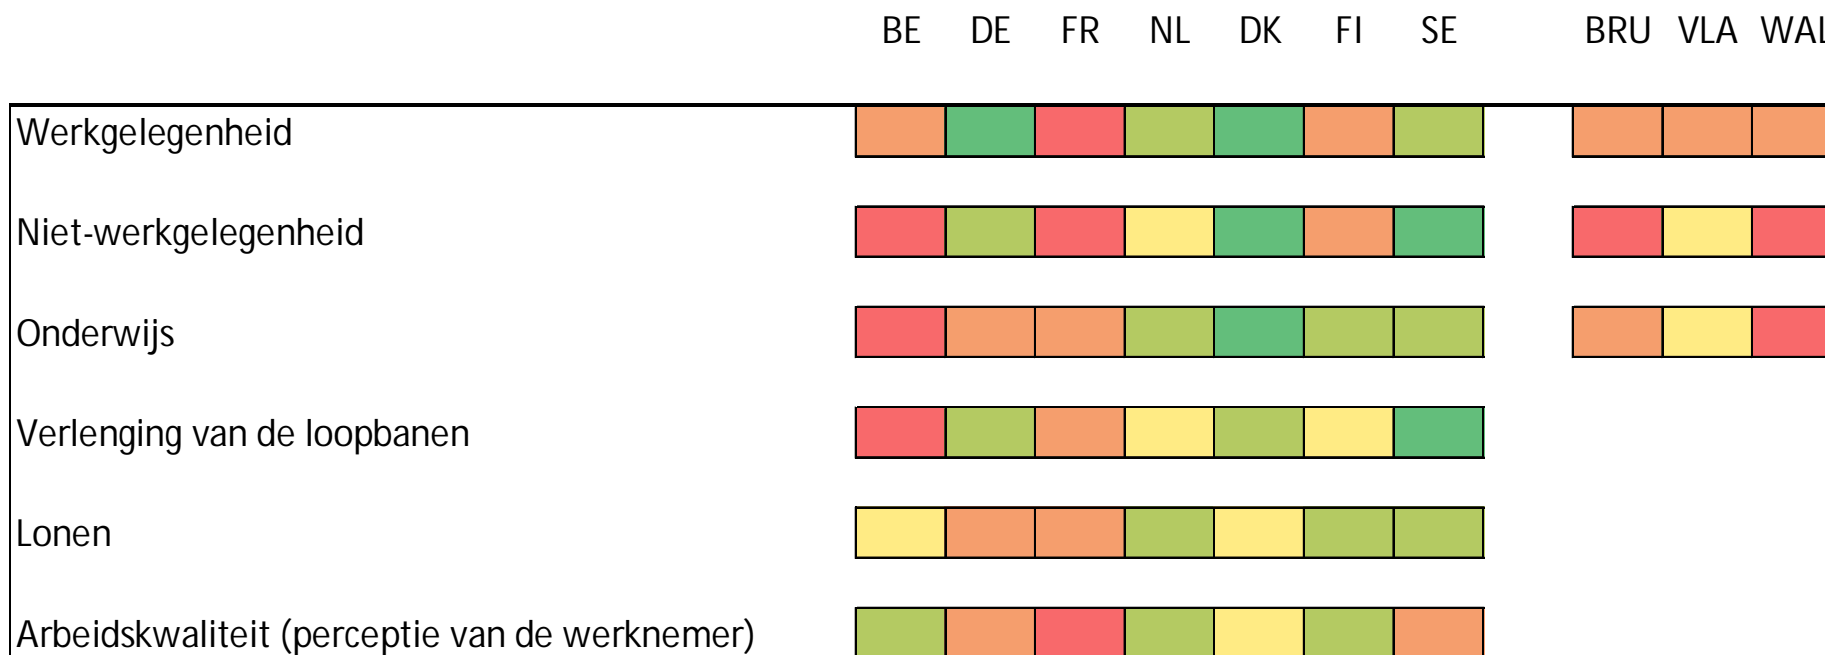 BE DE FR NL DK FI SE BRU VLA WAL
Werkgelegenheid
Niet-werkgelegenheid
Onderwijs
Verlenging van de loopbanen
Lonen
Arbeidskwaliteit (perceptie van de werknemer)